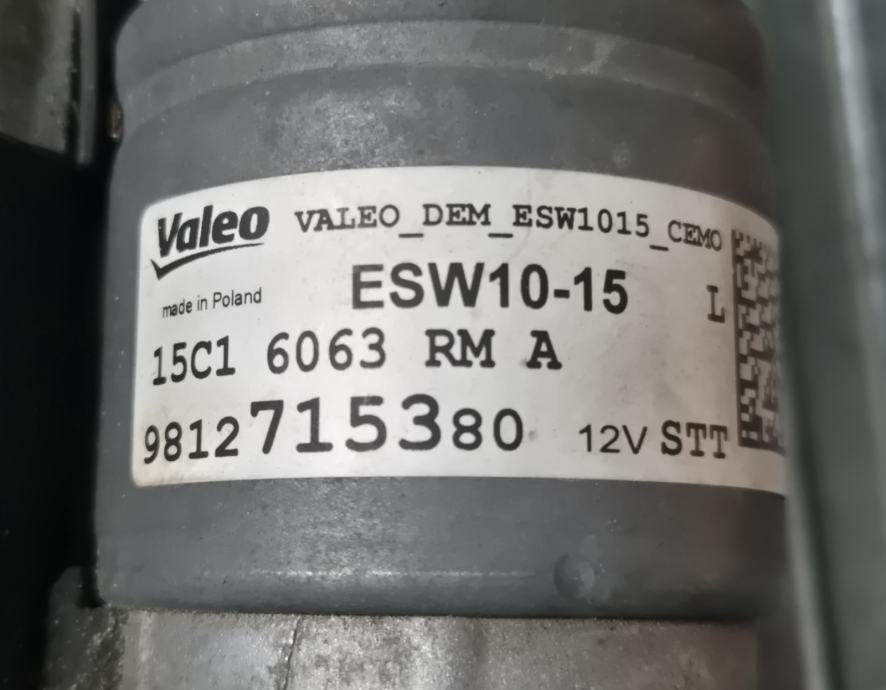 Valeo VALEO_DEM_ESW1015_CEMO
made in Poland ESW10-15 L
15C1 6063 RM A
9812715380 12V STT